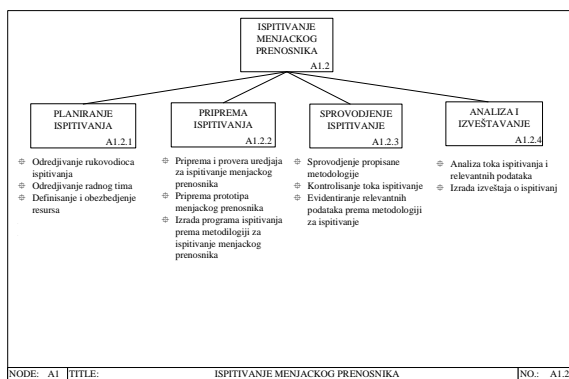 ISPITIVANJE
MENJACKOG
PRENOSNIKA
A1.2
PLANIRANJE
ISPITIVANJA
A1.2.1
PRIPREMA
ISPITIVANJA
A1.2.2
SPROVODJENJE
ISPITIVANJE
A1.2.3
ANALIZA I
IZVEŠTAVANJE
A1.2.4
Odredjivanje rukovodioca
ispitivanja
Odredjivanje radnog tima
Definisanje i obezbedjenje
resursa
Priprema i provera uredjaja
za ispitivanje menjackog
prenosnika
Priprema prototipa
menjackog prenosnika
Izrada programa ispitivanja
prema metodilogiji za
ispitivanje menjackog
prenosnika
Sprovodjenje propisane
metodologije
Kontrolisanje toka ispitivanje
Evidentiranje relevantnih
podataka prema metodologiji
za ispitivanje
Analiza toka ispitivanja i
relevantnih podataka
Izrada izveštaja o ispitivanj
NODE: A1 TITLE: ISPITIVANJE MENJACKOG PRENOSNIKA NO.: A1.2